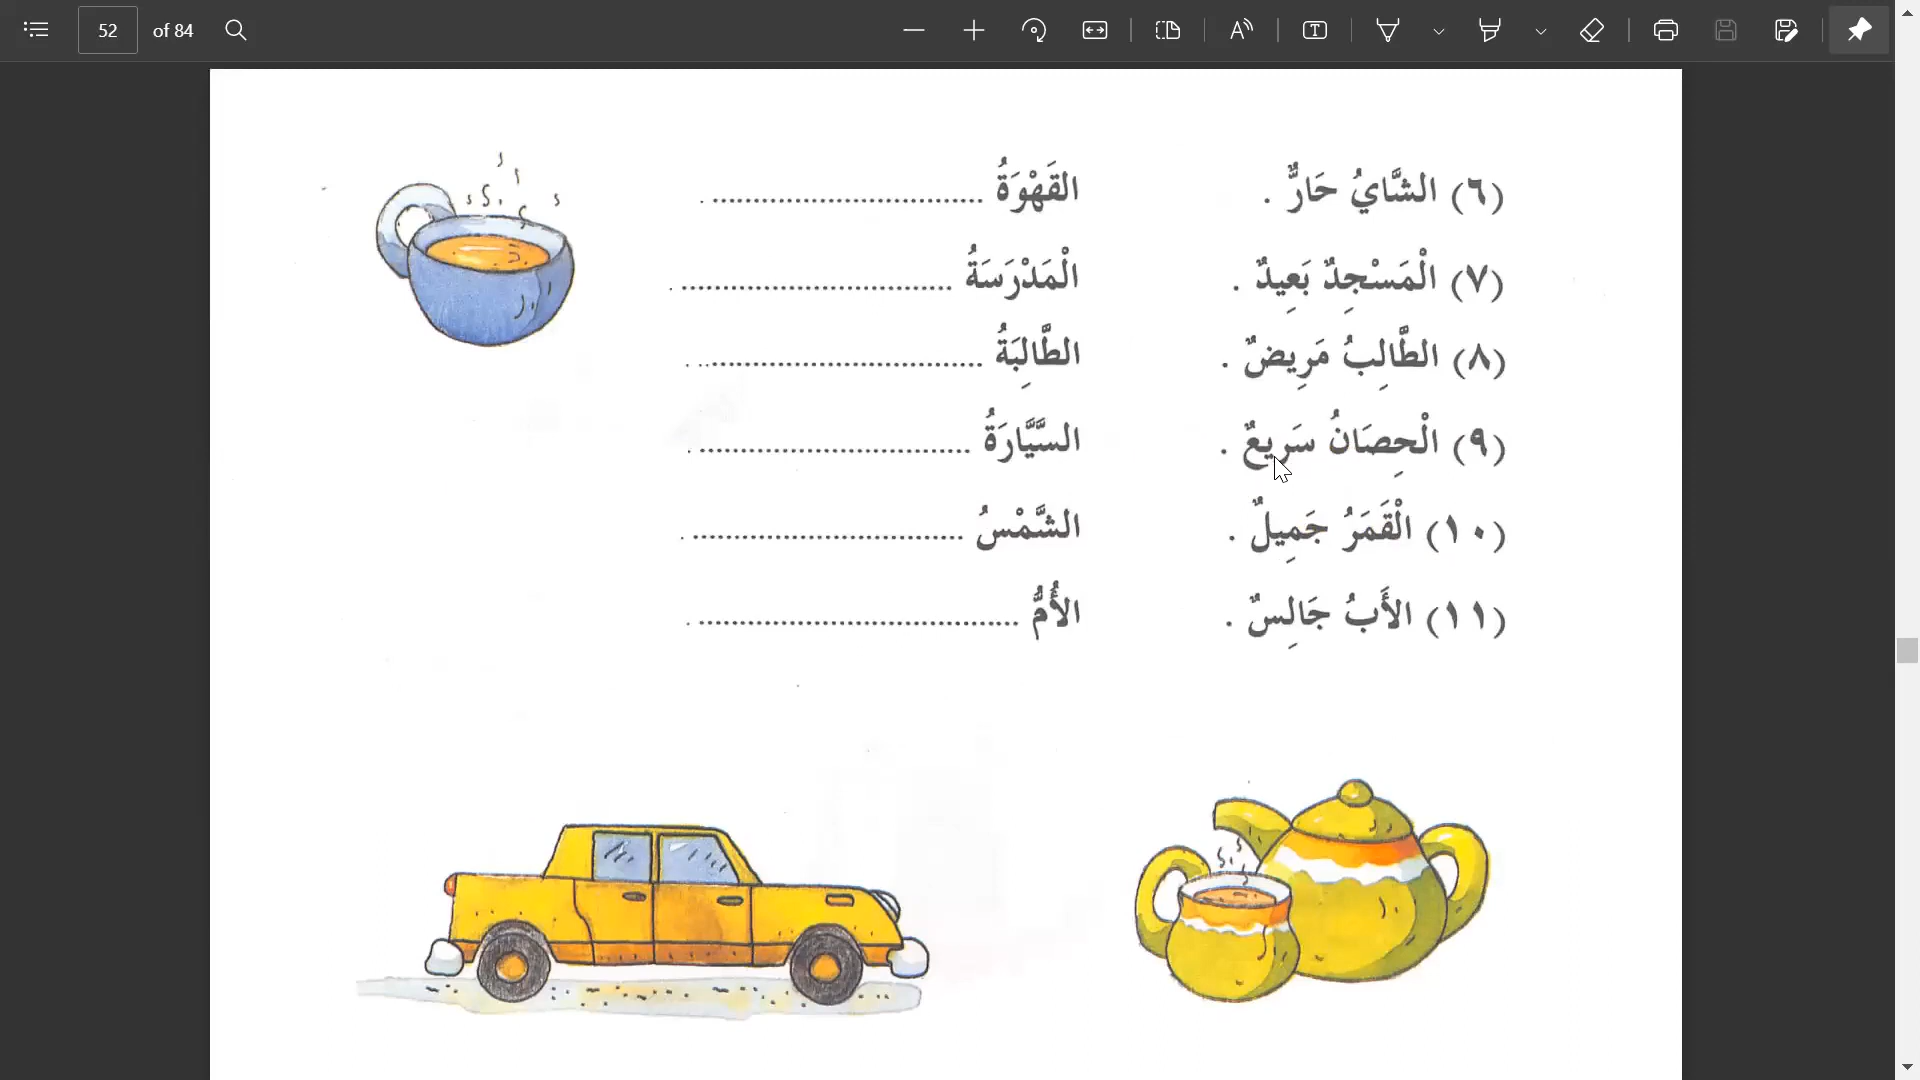 52 of 84
(٦) الشَّايُ حَارٌّ . القَهْوَةُ .................................
(٧) الْمَسْجِدٌ بَعِيدٌ . الْمَدْرَسَةُ .................................
(٨) الطَّالِبُ مَرِيضٌ . الطَّالِبَةُ .................................
(٩) الْحِصَانُ سَرِيعٌ . السَّيَّارَةُ .................................
(١٠) الْقَمَرُ جَمِيلٌ . الشَّمْسُ .................................
(١١) الأَبُ جَالِسٌ . الأُمُّ .................................